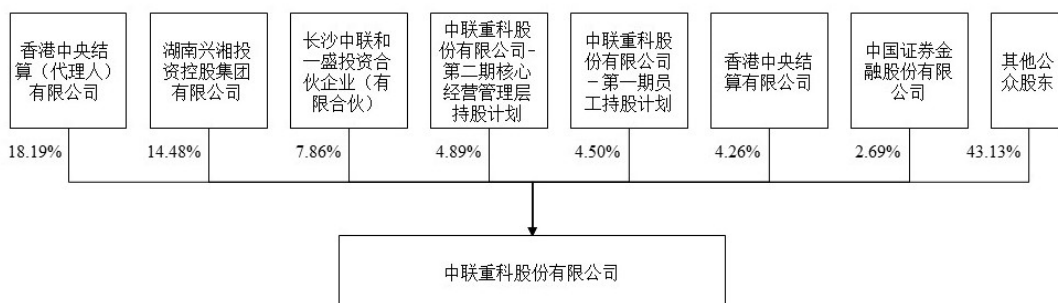 香港中央结
算（代理人）
有限公司
湖南兴湘投
资控股集团
有限公司
长沙中联和
一盛投资合
伙企业（有
限合伙）
中联重科股
份有限公司-
第二期核心
经营管理层
持股计划
中联重科股
份有限公司
－第一期员
工持股计划
香港中央结
算有限公司
中国证券金
融股份有限
公司
其他公
众股东
18.19%
14.48%
7.86%
4.89%
4.50%
4.26%
2.69%
43.13%
中联重科股份有限公司